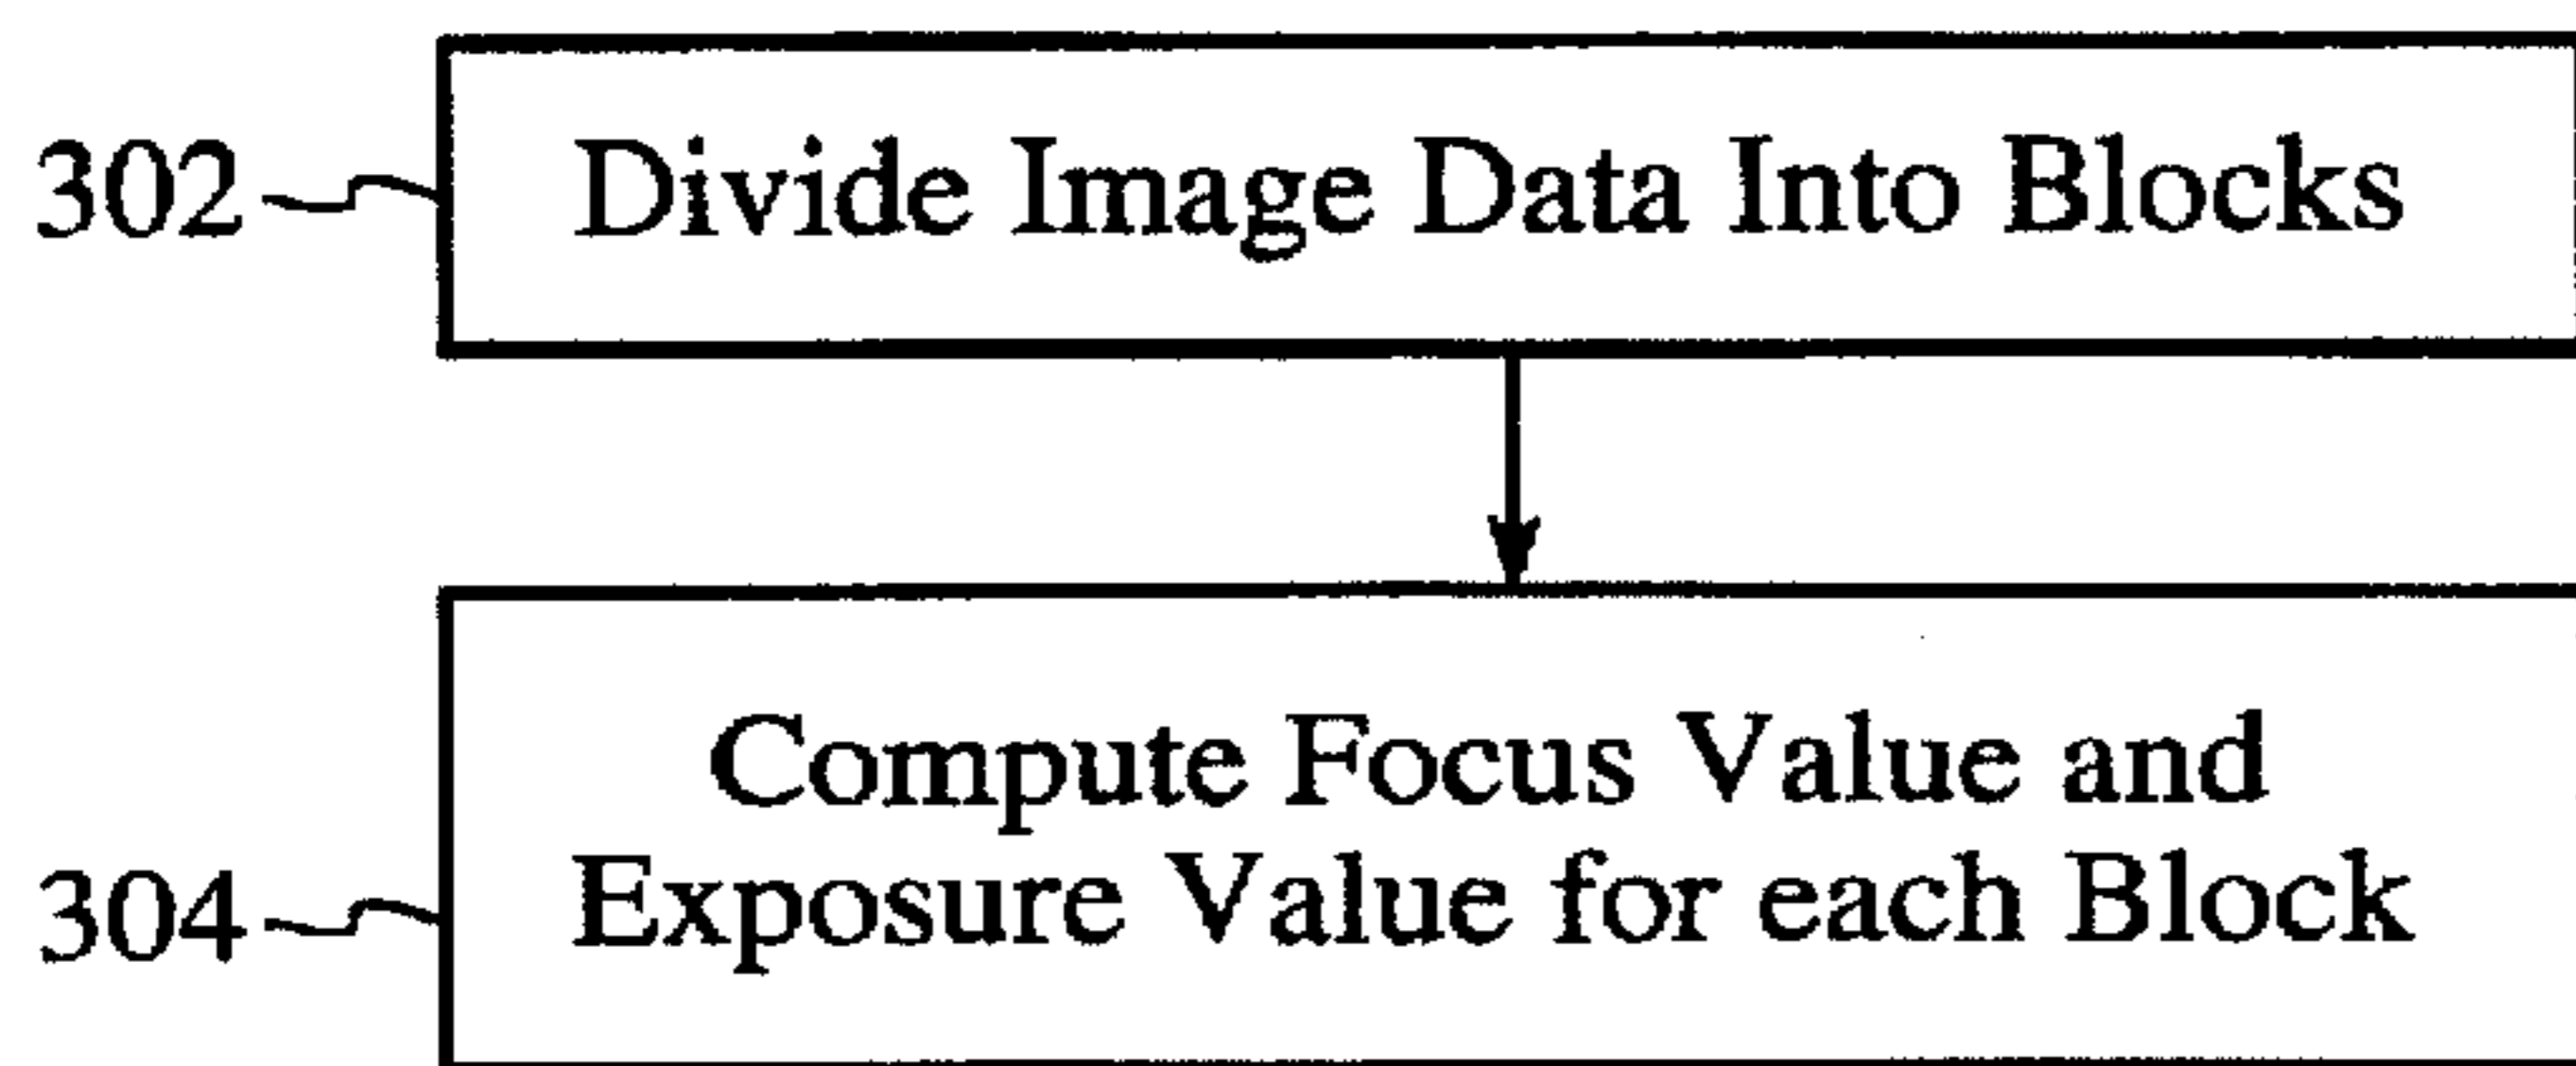 302
Divide Image Data Into Blocks
Compute Focus Value and
304
Exposure Value for each Block